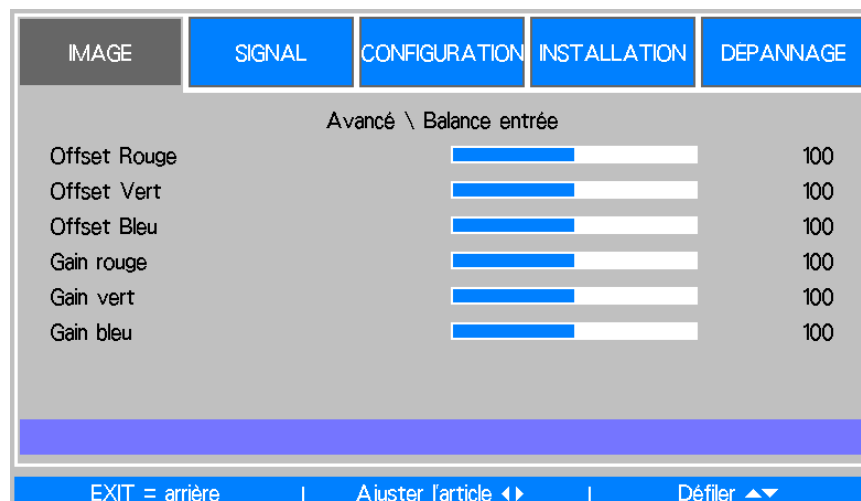 IMAGE SIGNAL CONFIGURATION INSTALLATION DÉPANNAGE
Avancé \ Balance entrée
Offset Rouge 100
Offset Vert 100
Offset Bleu 100
Gain rouge 100
Gain vert 100
Gain bleu 100
EXIT = arrière | Ajuster l'article ◂▸ | Défiler ▴▾